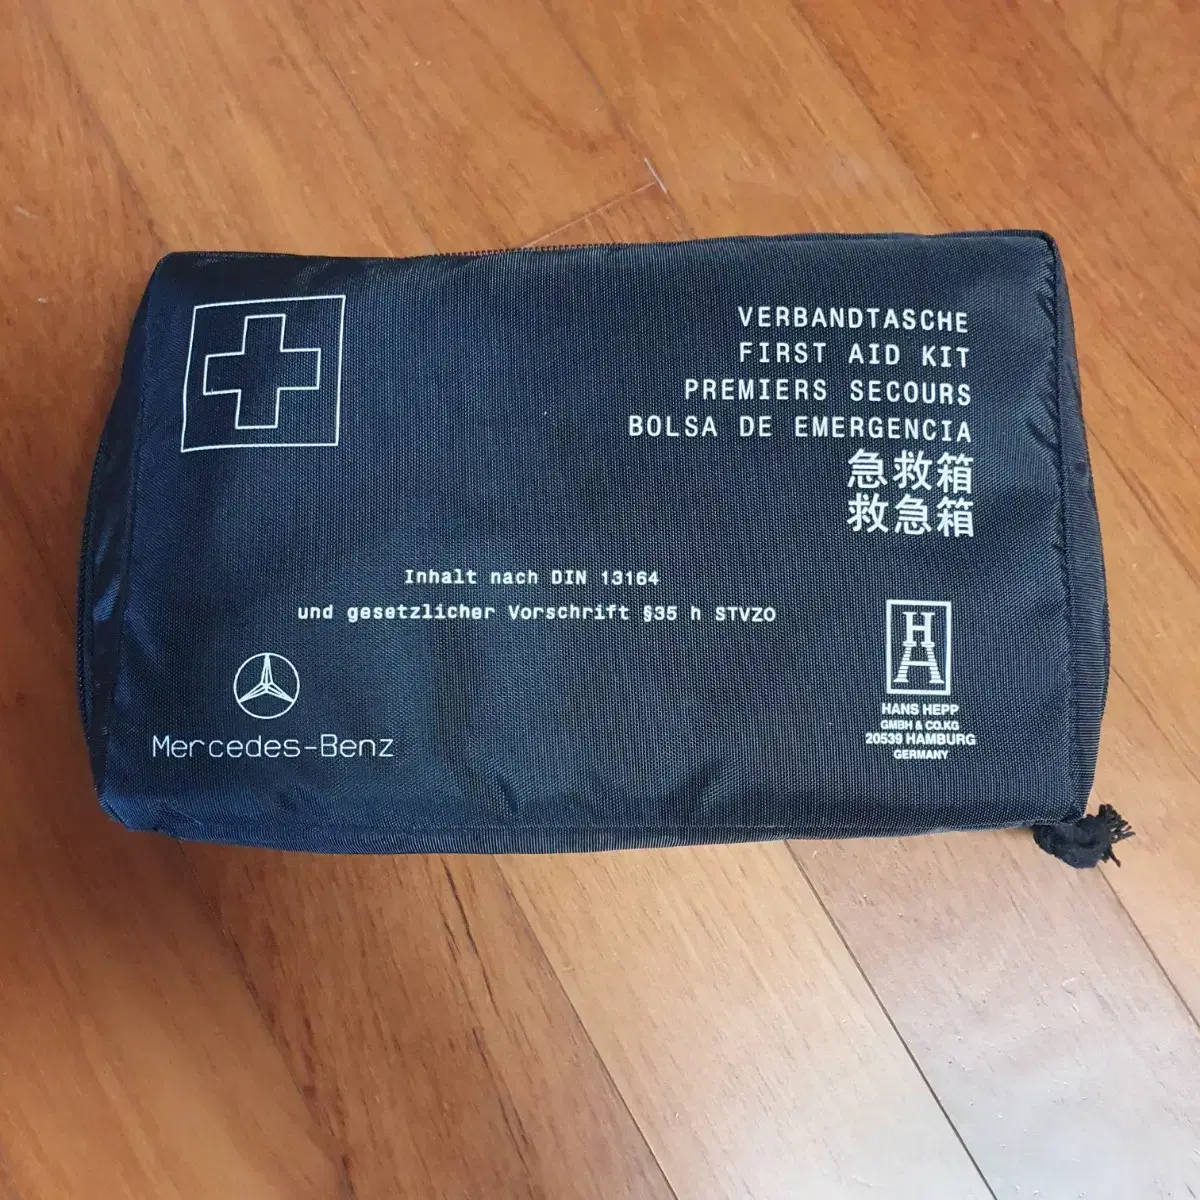 VERBANDTASCHE
FIRST AID KIT
PREMIERS SECOURS
BOLSA DE EMERGENCIA
急救箱
救急箱
Inhalt nach DIN 13164
und gesetzlicher Vorschrift §35 h STVZO
Mercedes-Benz
HA
HANS HEPP
GMBH & CO.KG
20539 HAMBURG
GERMANY